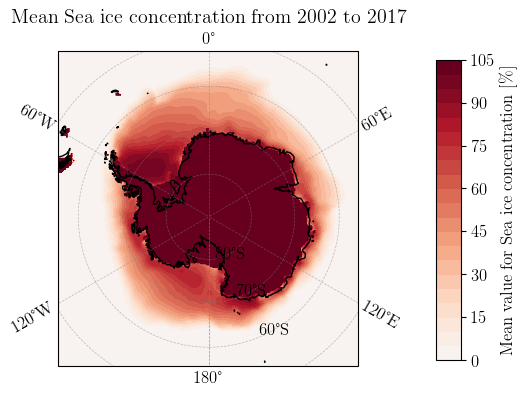 Mean Sea ice concentration from 2002 to 2017
0°
60°W
60°E
80°S
70°S
60°S
120°W
120°E
180°
105
90
75
60
45
30
15
0
Mean value for Sea ice concentration [%]